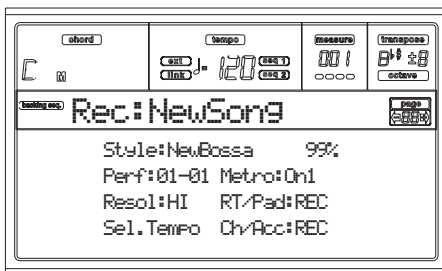 chord tempo measure transpose
C M ext link ♩= 120 seq 1 seq 2 001 octave
backing seq. Rec:NewSong page
Style:NewBossa 99%
Perf:01-01 Metro:On1
Resol:HI RT/Pad:REC
Sel.Tempo Ch/Acc:REC